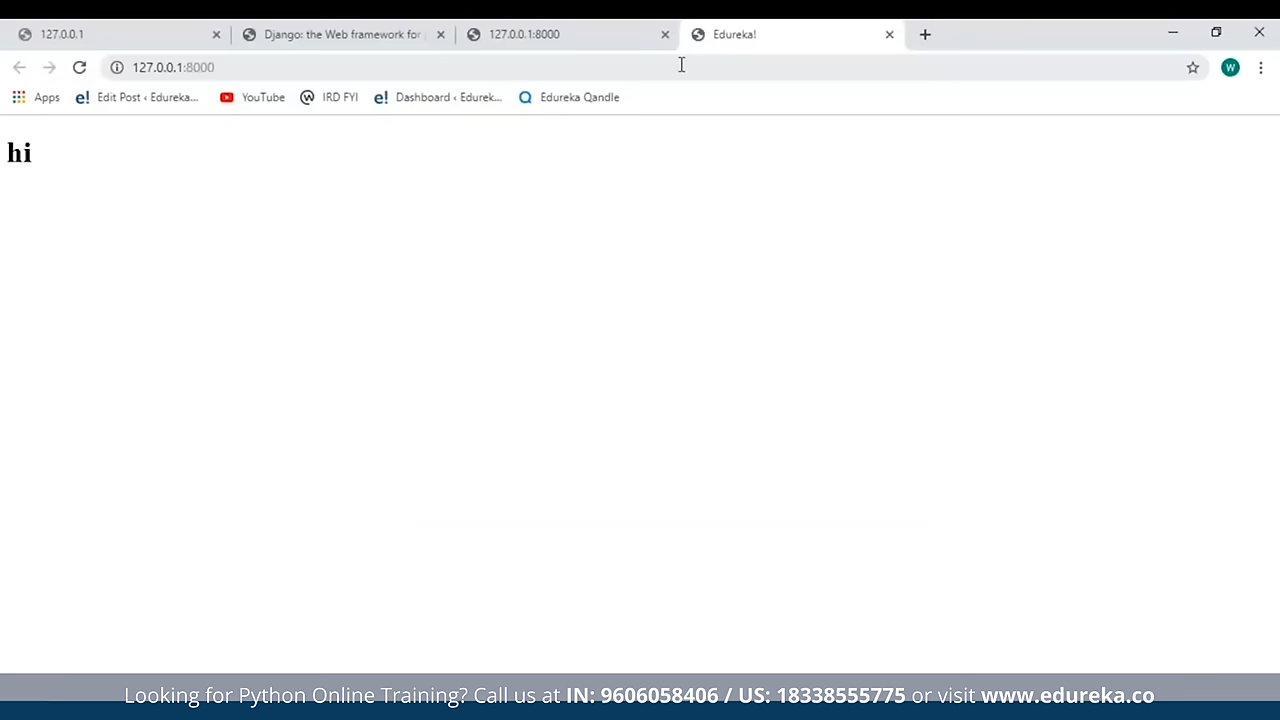 127.0.0.1
Django: the Web framework for
127.0.0.1:8000
Edureka!
127.0.0.1:8000
W
Apps
e! Edit Post ‹ Edureka...
YouTube
IRD FYI
e! Dashboard ‹ Edurek...
Edureka Qandle
hi
Looking for Python Online Training? Call us at IN: 9606058406 / US: 18338555775 or visit www.edureka.co